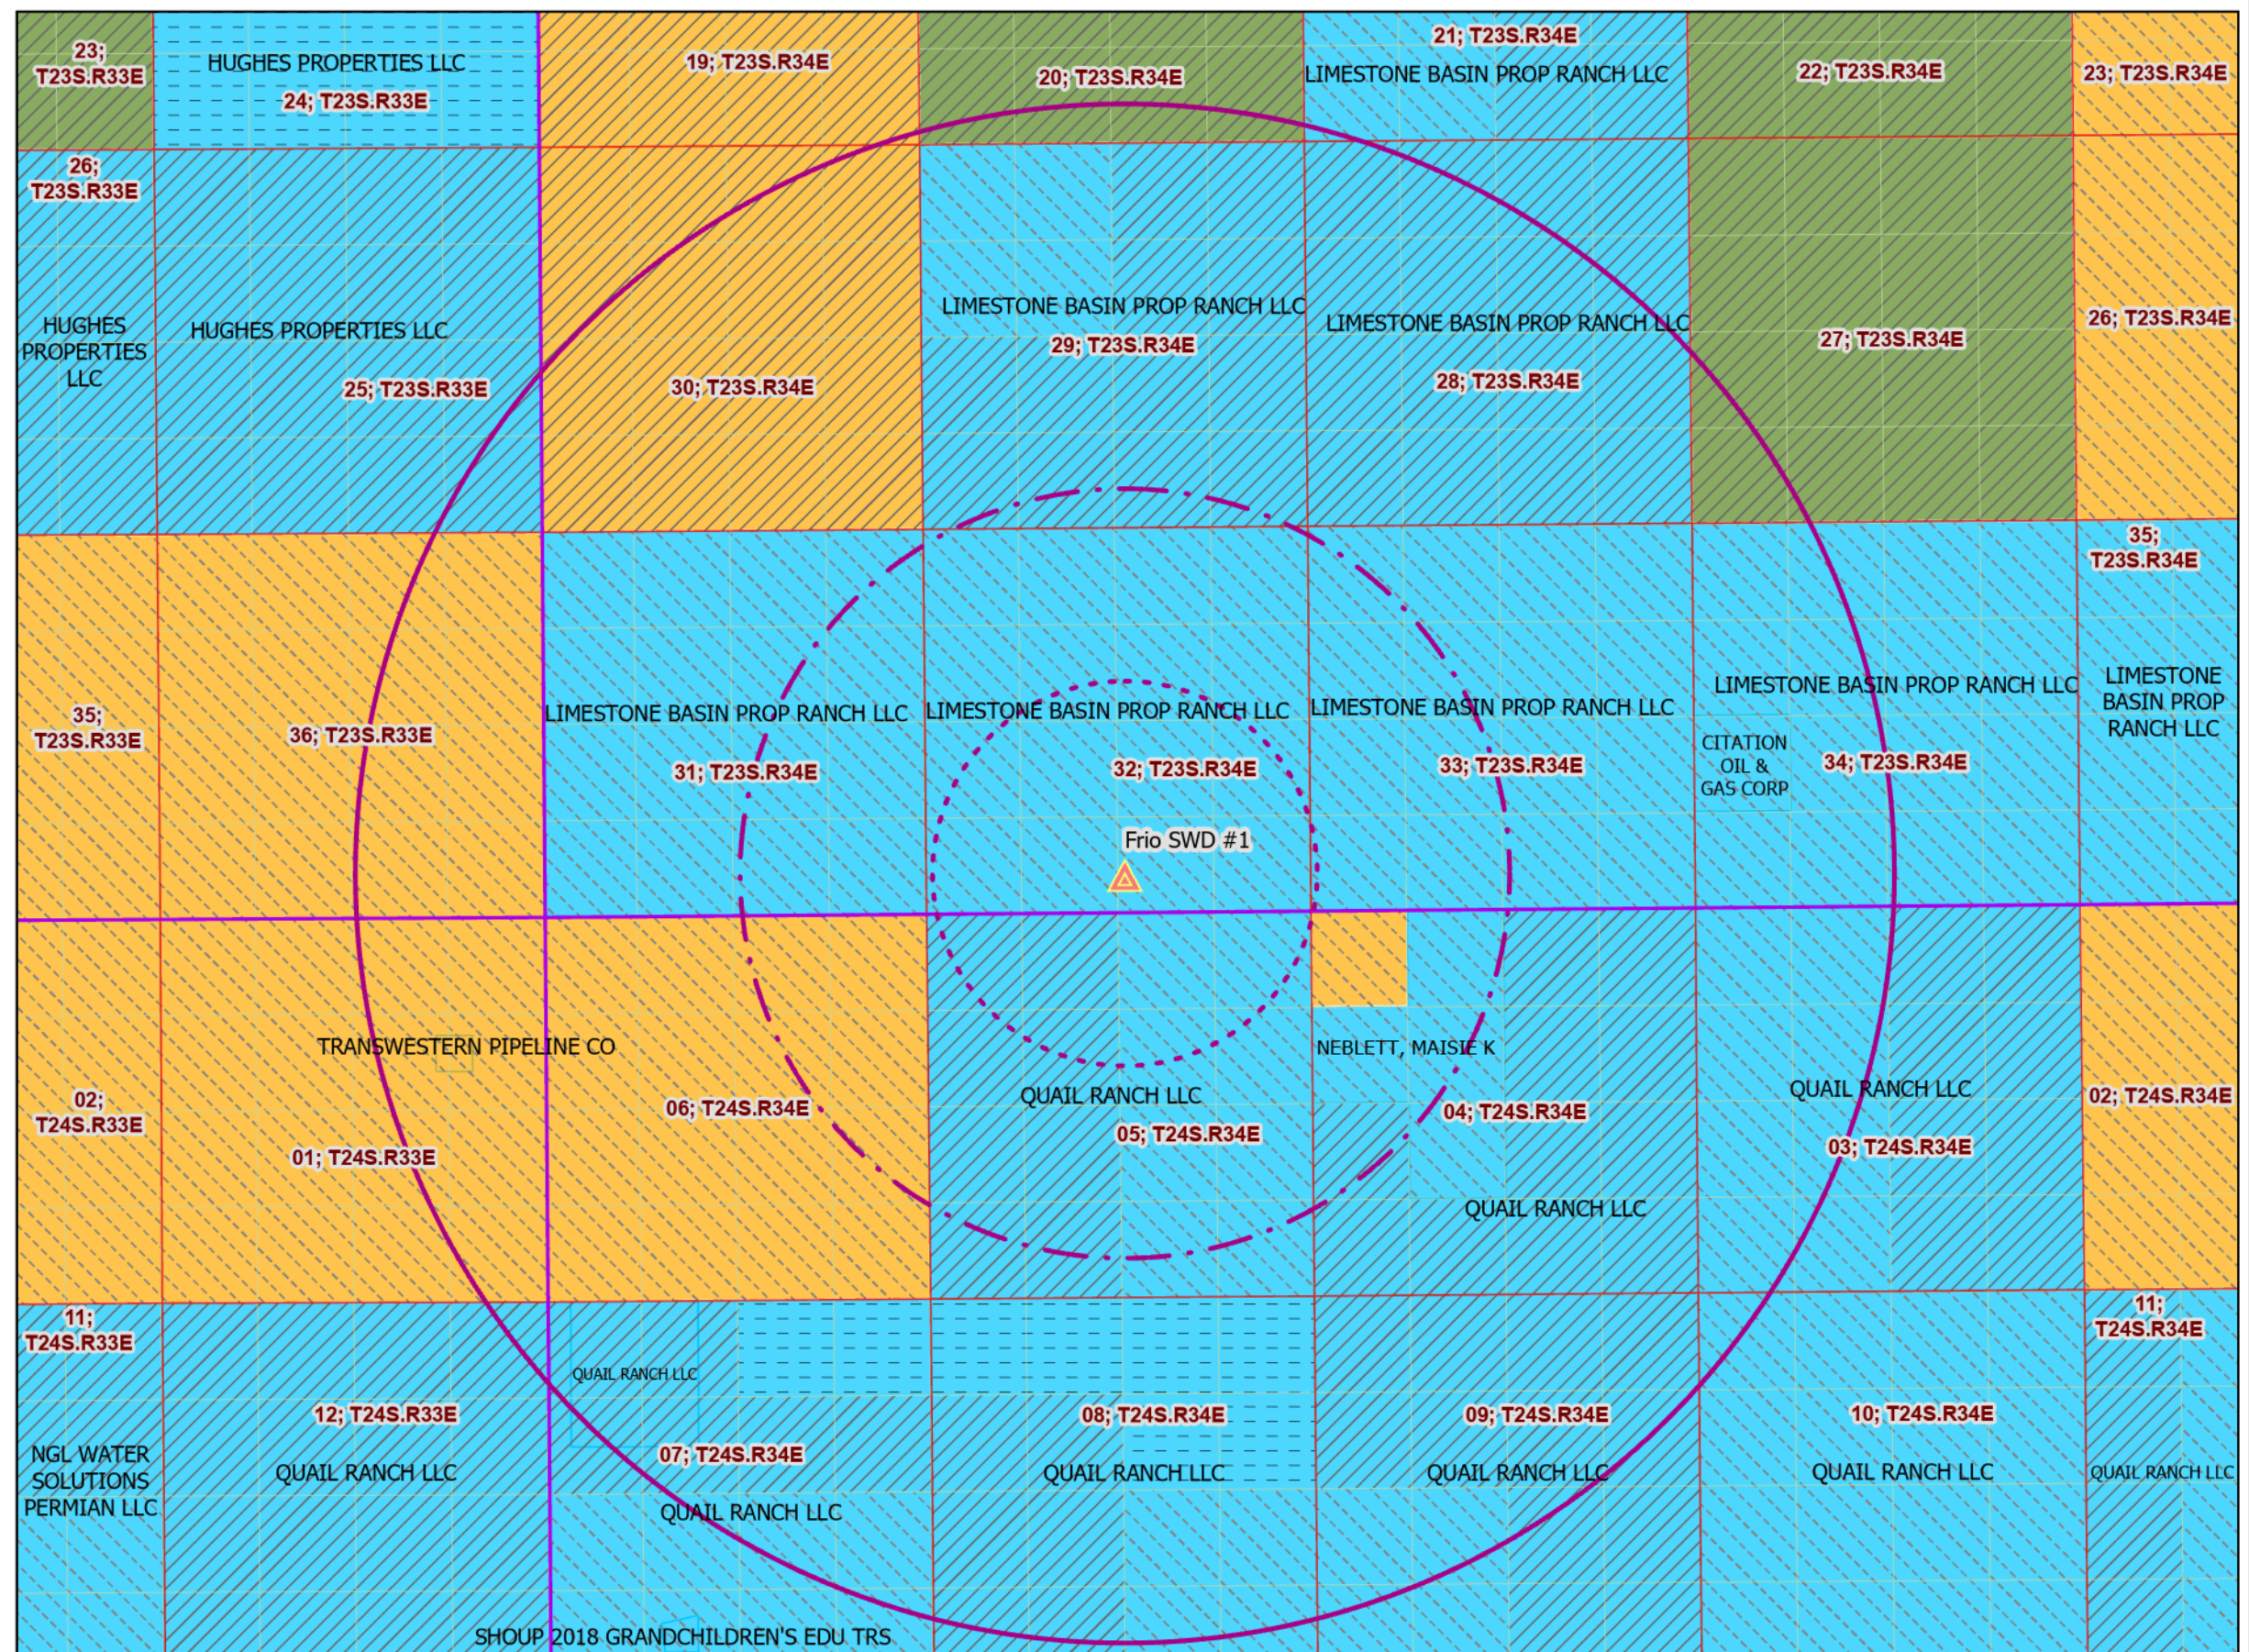 23;
T23S.R33E
HUGHES PROPERTIES LLC
24; T23S.R33E
19; T23S.R34E
20; T23S.R34E
21; T23S.R34E
LIMESTONE BASIN PROP RANCH LLC
22; T23S.R34E
23; T23S.R34E
26;
T23S.R33E
HUGHES
PROPERTIES
LLC
HUGHES PROPERTIES LLC
25; T23S.R33E
30; T23S.R34E
LIMESTONE BASIN PROP RANCH LLC
29; T23S.R34E
LIMESTONE BASIN PROP RANCH LLC
28; T23S.R34E
27; T23S.R34E
26; T23S.R34E
35;
T23S.R33E
36; T23S.R33E
LIMESTONE BASIN PROP RANCH LLC
31; T23S.R34E
LIMESTONE BASIN PROP RANCH LLC
32; T23S.R34E
Frio SWD #1
LIMESTONE BASIN PROP RANCH LLC
33; T23S.R34E
LIMESTONE BASIN PROP RANCH LLC
CITATION
OIL &
GAS CORP
34; T23S.R34E
35;
T23S.R34E
LIMESTONE
BASIN PROP
RANCH LLC
02;
T24S.R33E
TRANSWESTERN PIPELINE CO
01; T24S.R33E
06; T24S.R34E
QUAIL RANCH LLC
05; T24S.R34E
NEBLETT, MAISIE K
04; T24S.R34E
QUAIL RANCH LLC
QUAIL RANCH LLC
03; T24S.R34E
02; T24S.R34E
11;
T24S.R33E
NGL WATER
SOLUTIONS
PERMIAN LLC
12; T24S.R33E
QUAIL RANCH LLC
QUAIL RANCH LLC
07; T24S.R34E
QUAIL RANCH LLC
08; T24S.R34E
QUAIL RANCH LLC
09; T24S.R34E
QUAIL RANCH LLC
10; T24S.R34E
QUAIL RANCH LLC
11;
T24S.R34E
QUAIL RANCH LLC
SHOUP 2018 GRANDCHILDREN'S EDU TRS